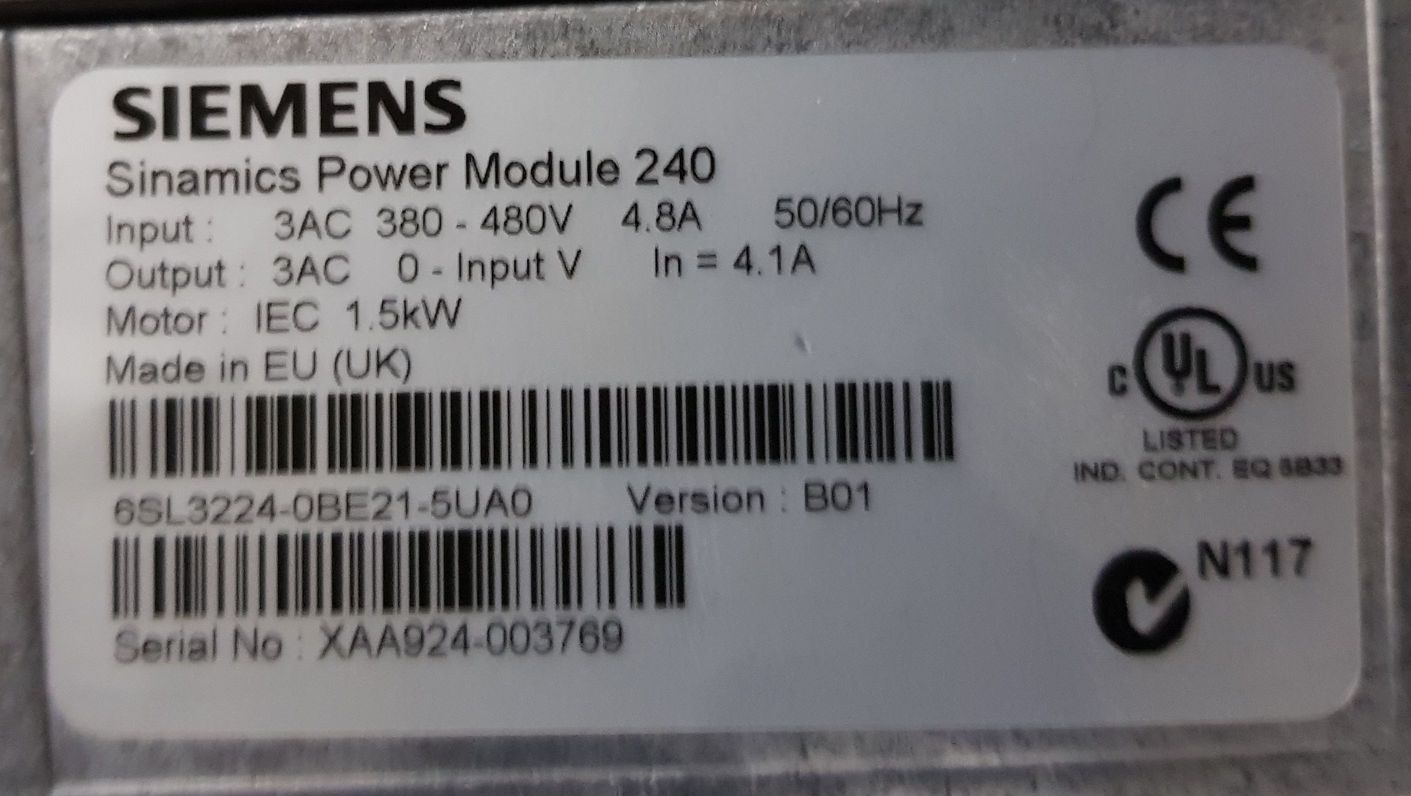 SIEMENS
Sinamics Power Module 240
Input : 3AC 380 - 480V 4.8A 50/60Hz
Output : 3AC 0 - Input V In = 4.1A
Motor : IEC 1.5kW
Made in EU (UK)
6SL3224-0BE21-5UA0 Version : B01
Serial No : XAA924-003769
CE
C UL US
LISTED
IND. CONT. EQ 5B33
N117